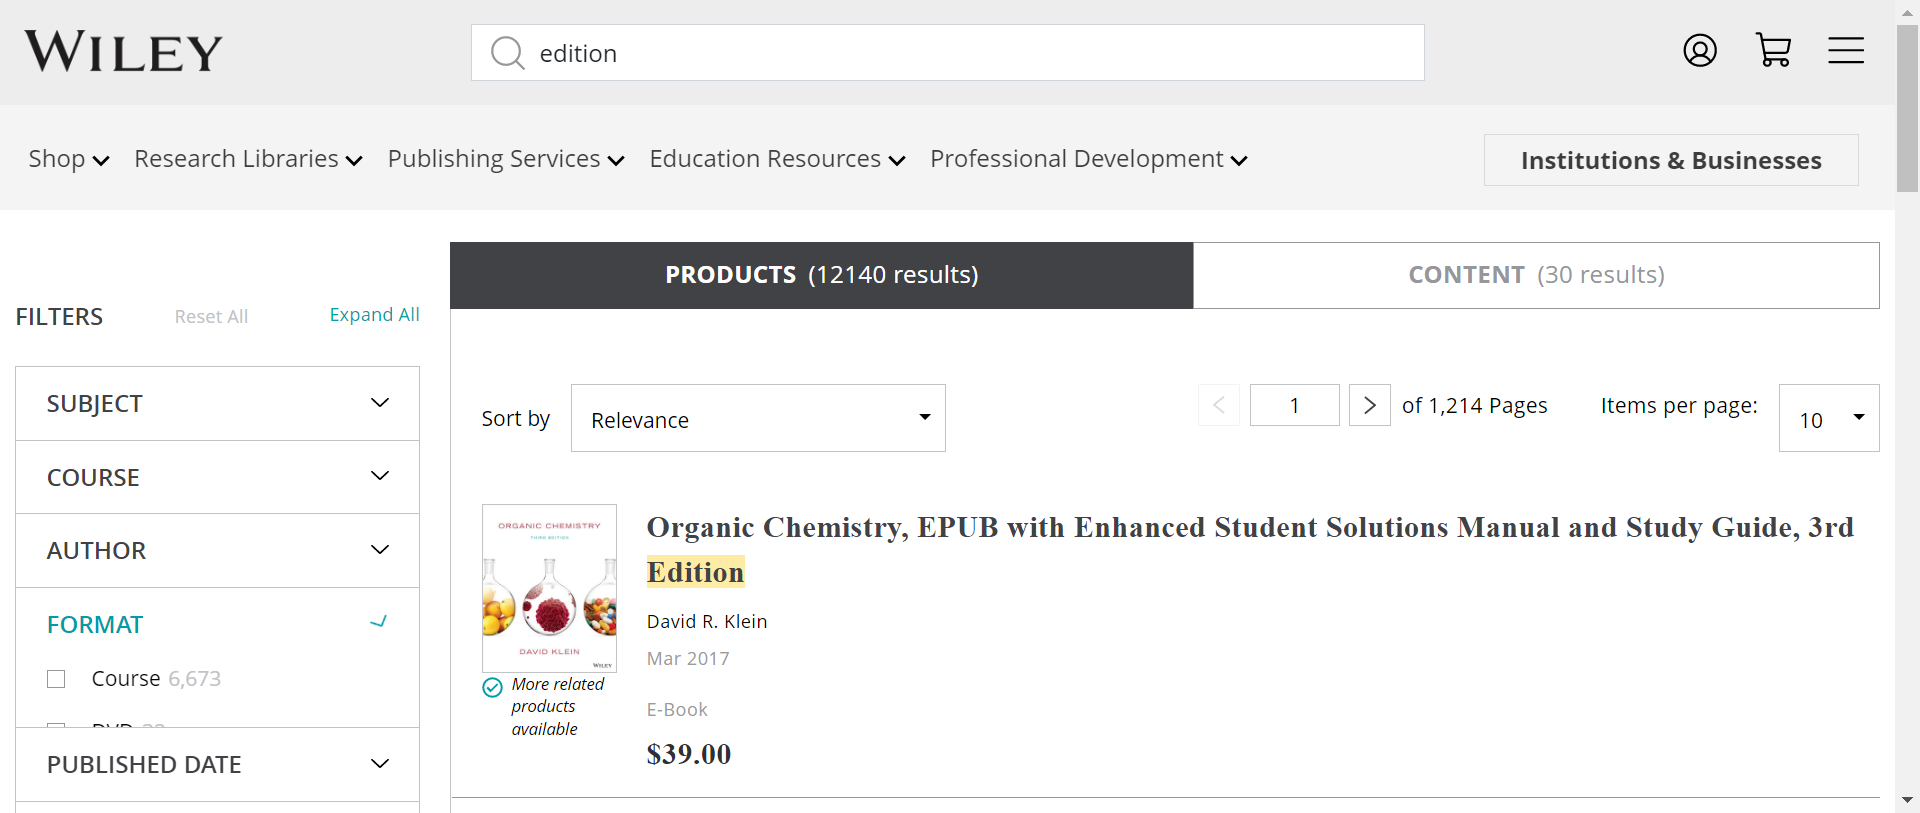 WILEY
edition
Shop
Research Libraries
Publishing Services
Education Resources
Professional Development
Institutions & Businesses
PRODUCTS (12140 results)
CONTENT (30 results)
FILTERS
Reset All
Expand All
SUBJECT
COURSE
AUTHOR
FORMAT
Course 6,673
PUBLISHED DATE
Sort by
Relevance
1
of 1,214 Pages
Items per page:
10
ORGANIC CHEMISTRY
THIRD EDITION
DAVID KLEIN
WILEY
More related
products
available
Organic Chemistry, EPUB with Enhanced Student Solutions Manual and Study Guide, 3rd
Edition
David R. Klein
Mar 2017
E-Book
$39.00